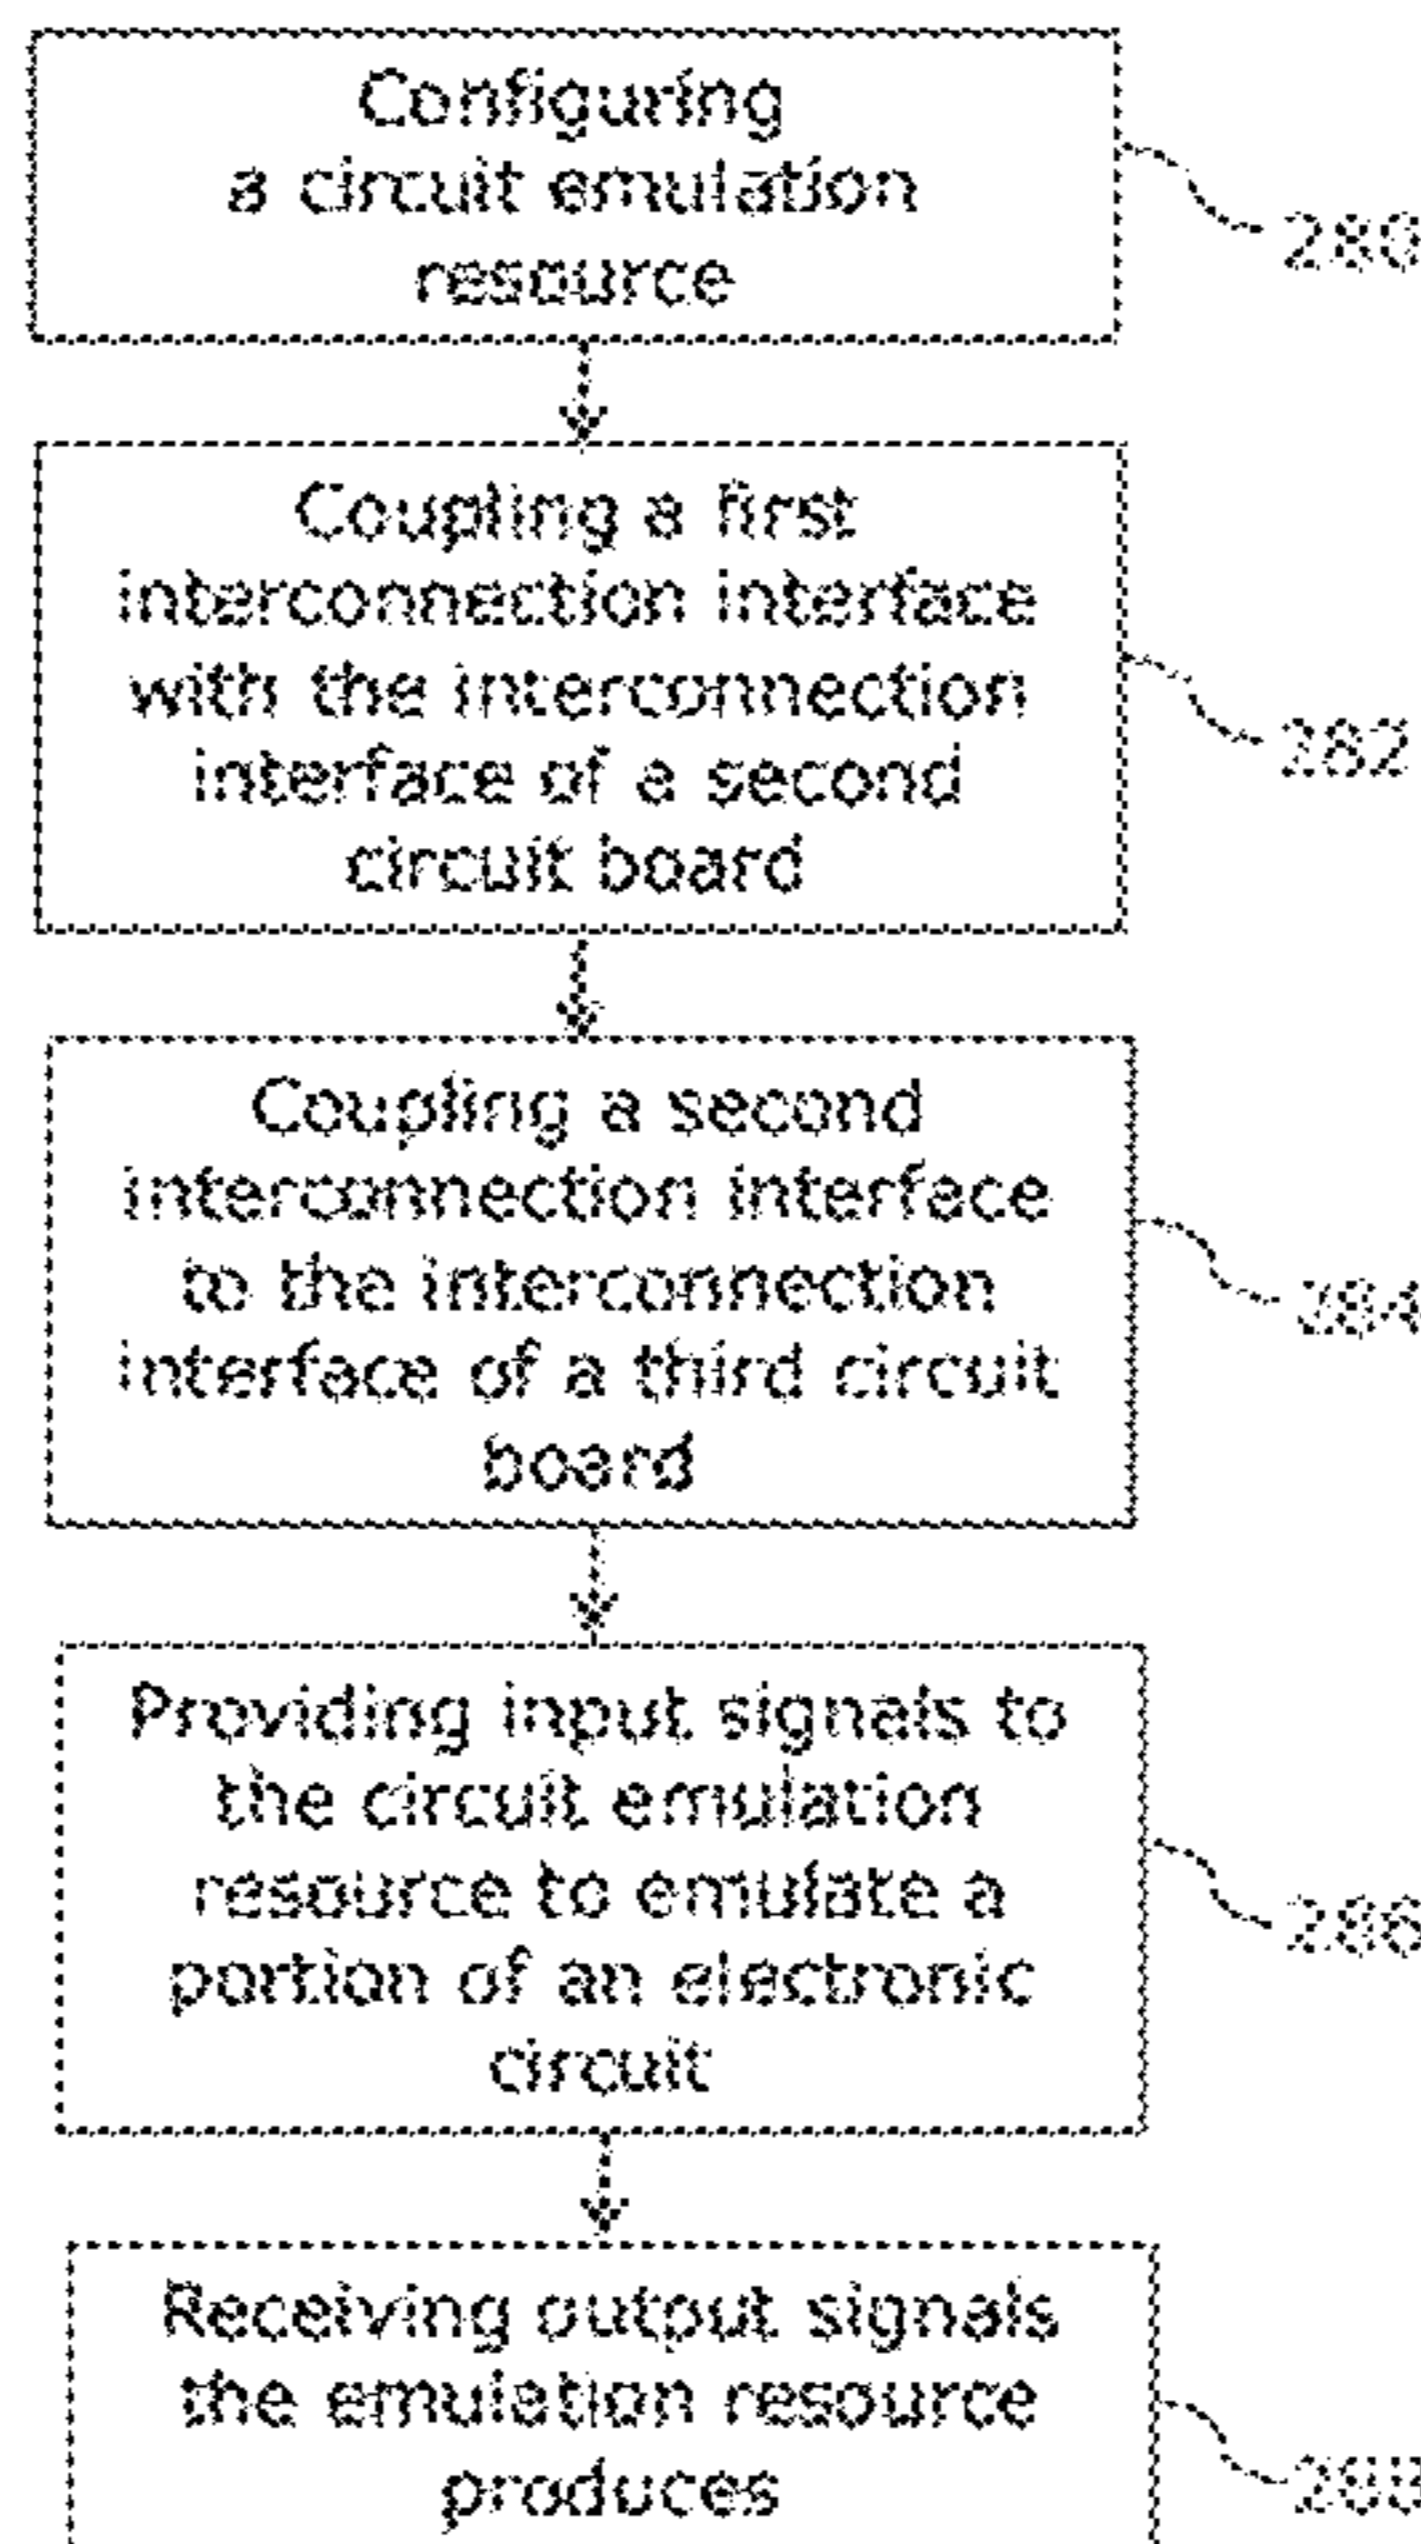 Configuring
a circuit emulation
resource
280
Coupling a first
interconnection interface
with the interconnection
interface of a second
circuit board
282
Coupling a second
interconnection interface
to the interconnection
interface of a third circuit
board
284
Providing input signals to
the circuit emulation
resource to emulate a
portion of an electronic
circuit
286
Receiving output signals
the emulation resource
produces
288